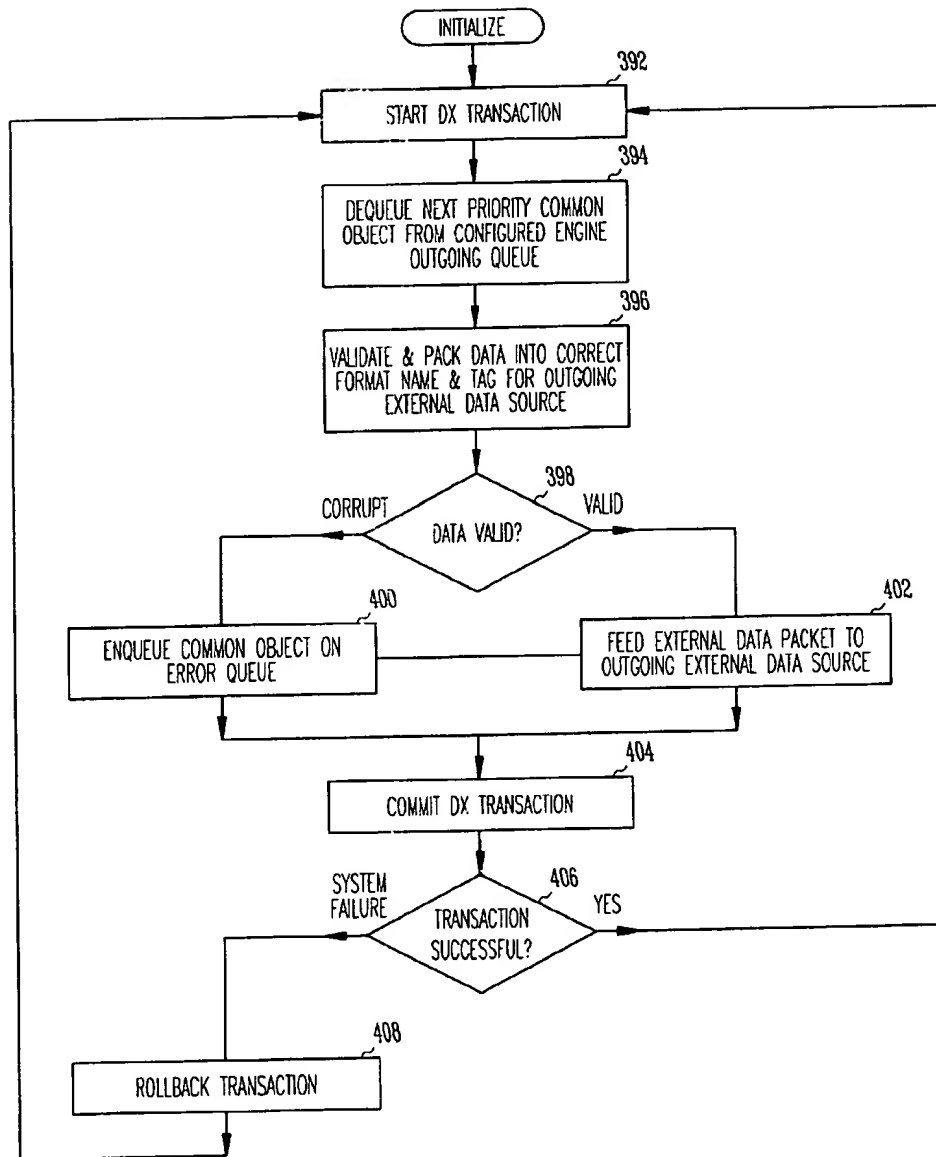 INITIALIZE
392
START DX TRANSACTION
394
DEQUEUE NEXT PRIORITY COMMON
OBJECT FROM CONFIGURED ENGINE
OUTGOING QUEUE
396
VALIDATE & PACK DATA INTO CORRECT
FORMAT NAME & TAG FOR OUTGOING
EXTERNAL DATA SOURCE
398
CORRUPT
DATA VALID?
VALID
400
ENQUEUE COMMON OBJECT ON
ERROR QUEUE
402
FEED EXTERNAL DATA PACKET TO
OUTGOING EXTERNAL DATA SOURCE
404
COMMIT DX TRANSACTION
406
SYSTEM
FAILURE
TRANSACTION
SUCCESSFUL?
YES
408
ROLLBACK TRANSACTION